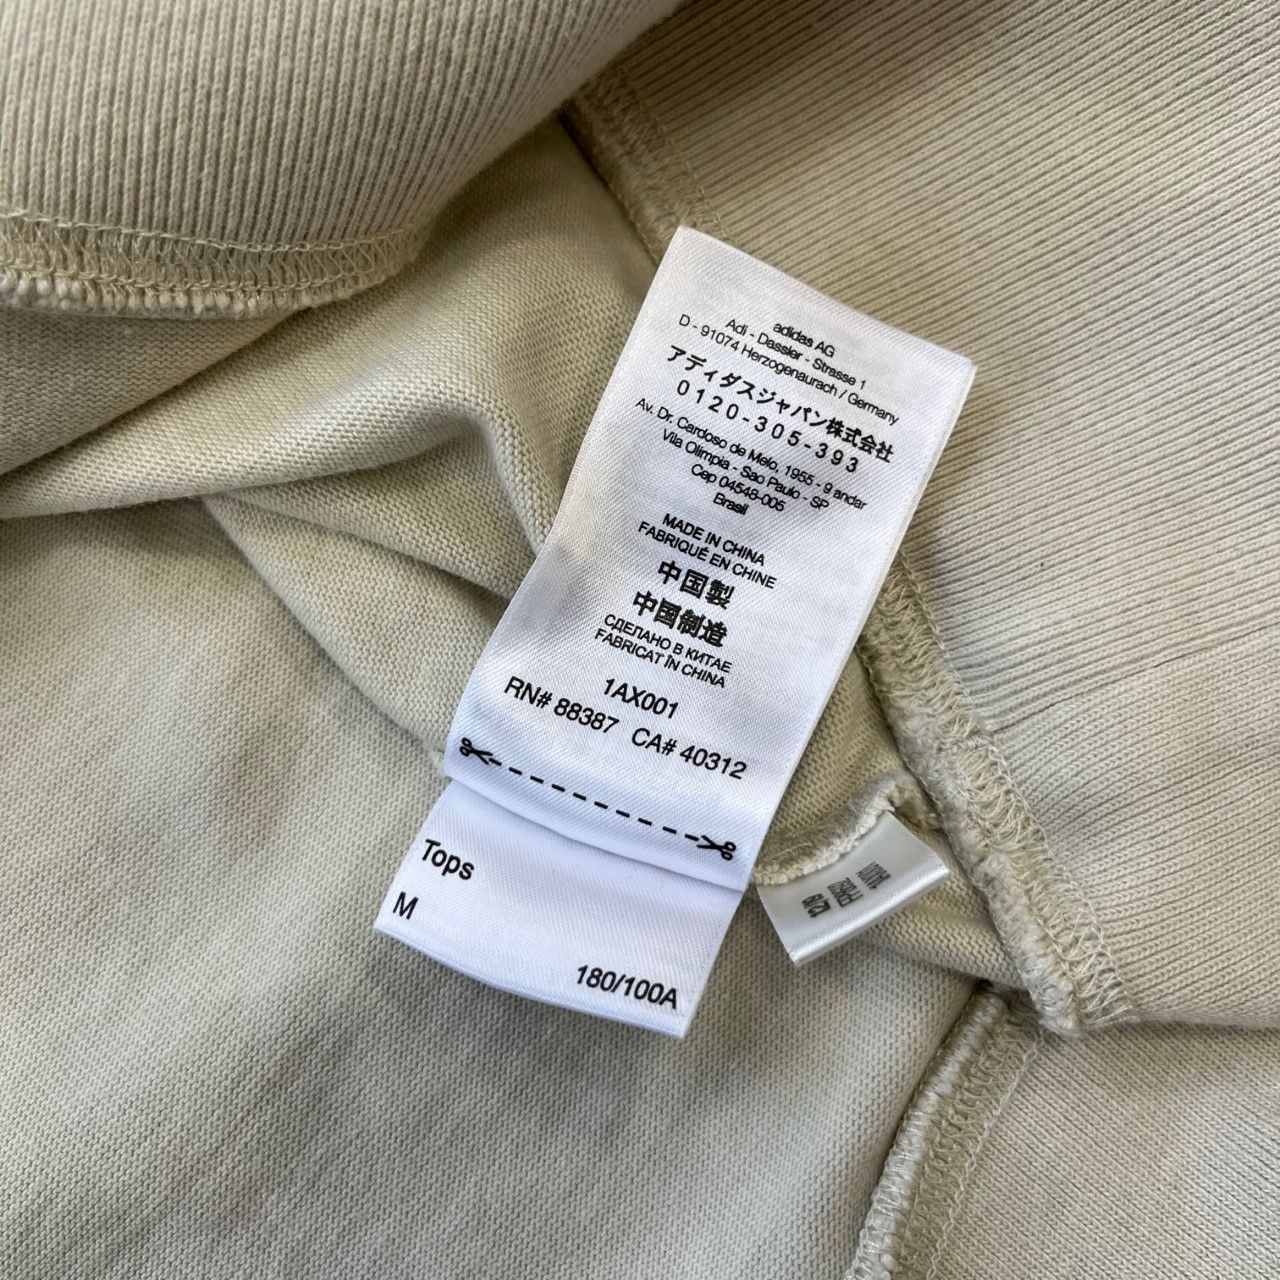 adidas AG
Adi - Dassler - Strasse 1
D - 91074 Herzogenaurach / Germany
アディダスジャパン株式会社
0120-305-393
Av. Dr. Cardoso de Melo, 1955 - 9 andar
Vila Olimpia - Sao Paulo - SP
Cep 04548-005
Brasil
MADE IN CHINA
FABRIQUÉ EN CHINE
中国製
中国制造
СДЕЛАНО В КИТАЕ
FABRICAT ÎN CHINA
1AX001
RN# 88387 CA# 40312
Tops
M
180/100A